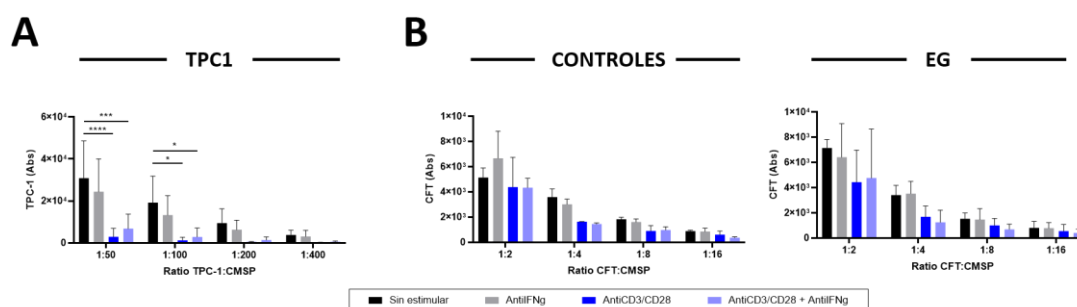 A
TPC1
TPC-1 (Abs)
6×10⁴
4×10⁴
2×10⁴
0
***
****
*
*
1:50 1:100 1:200 1:400
Ratio TPC-1:CMSP
B
CONTROLES
CFT (Abs)
1×10⁴
8×10³
6×10³
4×10³
2×10³
0
1:2 1:4 1:8 1:16
Ratio CFT:CMSP
EG
CFT (Abs)
1×10⁴
8×10³
6×10³
4×10³
2×10³
0
1:2 1:4 1:8 1:16
Ratio CFT:CMSP
Sin estimular AntiIFNg AntiCD3/CD28 AntiCD3/CD28 + AntiIFNg